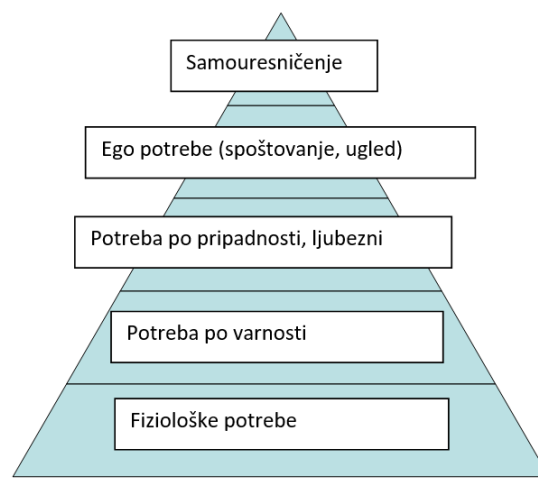 Samouresničenje
Ego potrebe (spoštovanje, ugled)
Potreba po pripadnosti, ljubezni
Potreba po varnosti
Fiziološke potrebe